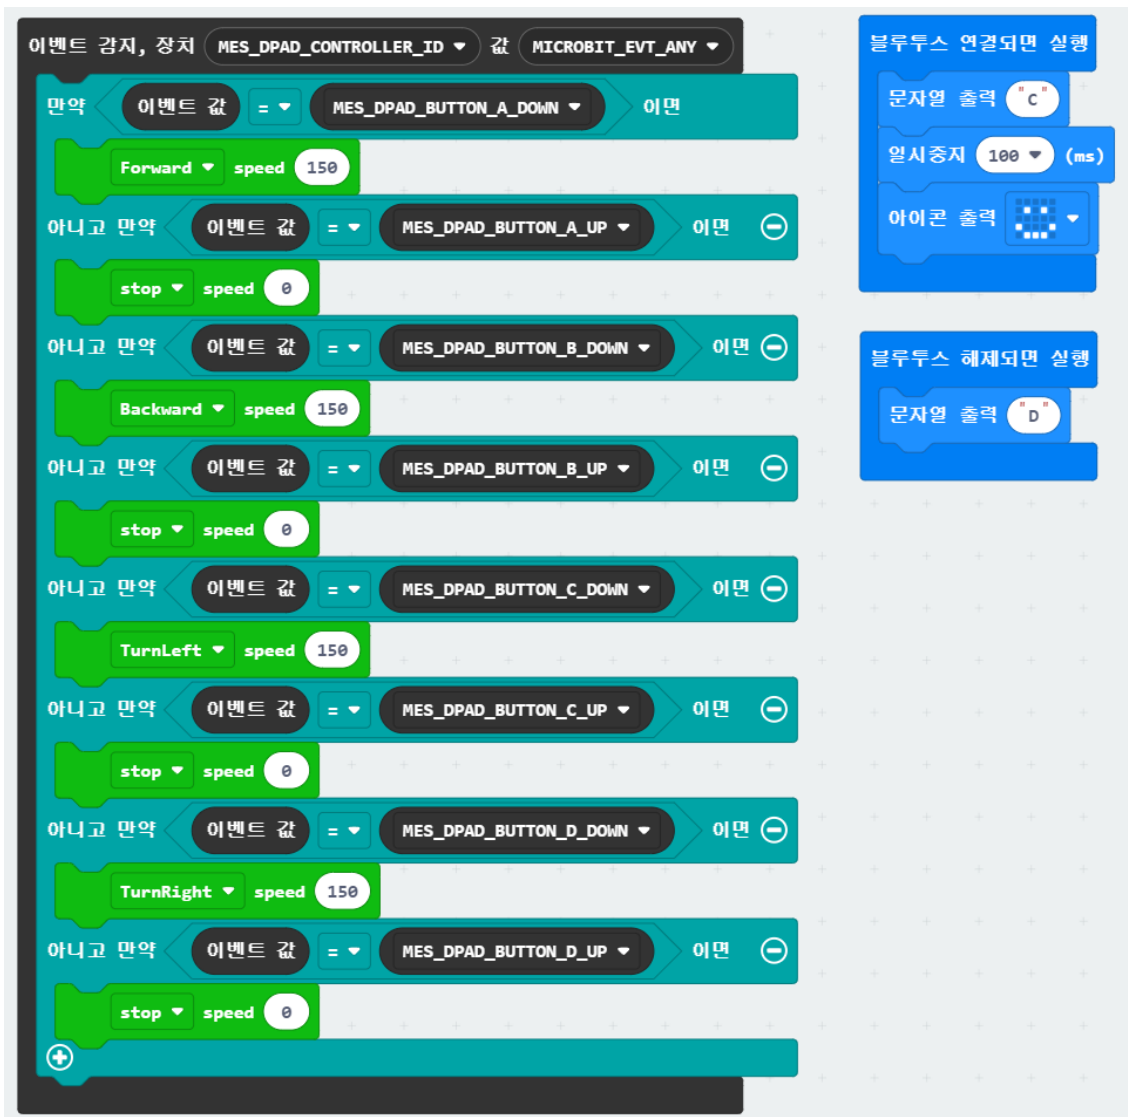 이벤트 감지, 장치 MES_DPAD_CONTROLLER_ID 값 MICROBIT_EVT_ANY
만약 이벤트 값 = MES_DPAD_BUTTON_A_DOWN 이면
Forward speed 150
아니고 만약 이벤트 값 = MES_DPAD_BUTTON_A_UP 이면
stop speed 0
아니고 만약 이벤트 값 = MES_DPAD_BUTTON_B_DOWN 이면
Backward speed 150
아니고 만약 이벤트 값 = MES_DPAD_BUTTON_B_UP 이면
stop speed 0
아니고 만약 이벤트 값 = MES_DPAD_BUTTON_C_DOWN 이면
TurnLeft speed 150
아니고 만약 이벤트 값 = MES_DPAD_BUTTON_C_UP 이면
stop speed 0
아니고 만약 이벤트 값 = MES_DPAD_BUTTON_D_DOWN 이면
TurnRight speed 150
아니고 만약 이벤트 값 = MES_DPAD_BUTTON_D_UP 이면
stop speed 0
블루투스 연결되면 실행
문자열 출력 "C"
일시중지 100 (ms)
아이콘 출력
블루투스 해제되면 실행
문자열 출력 "D"